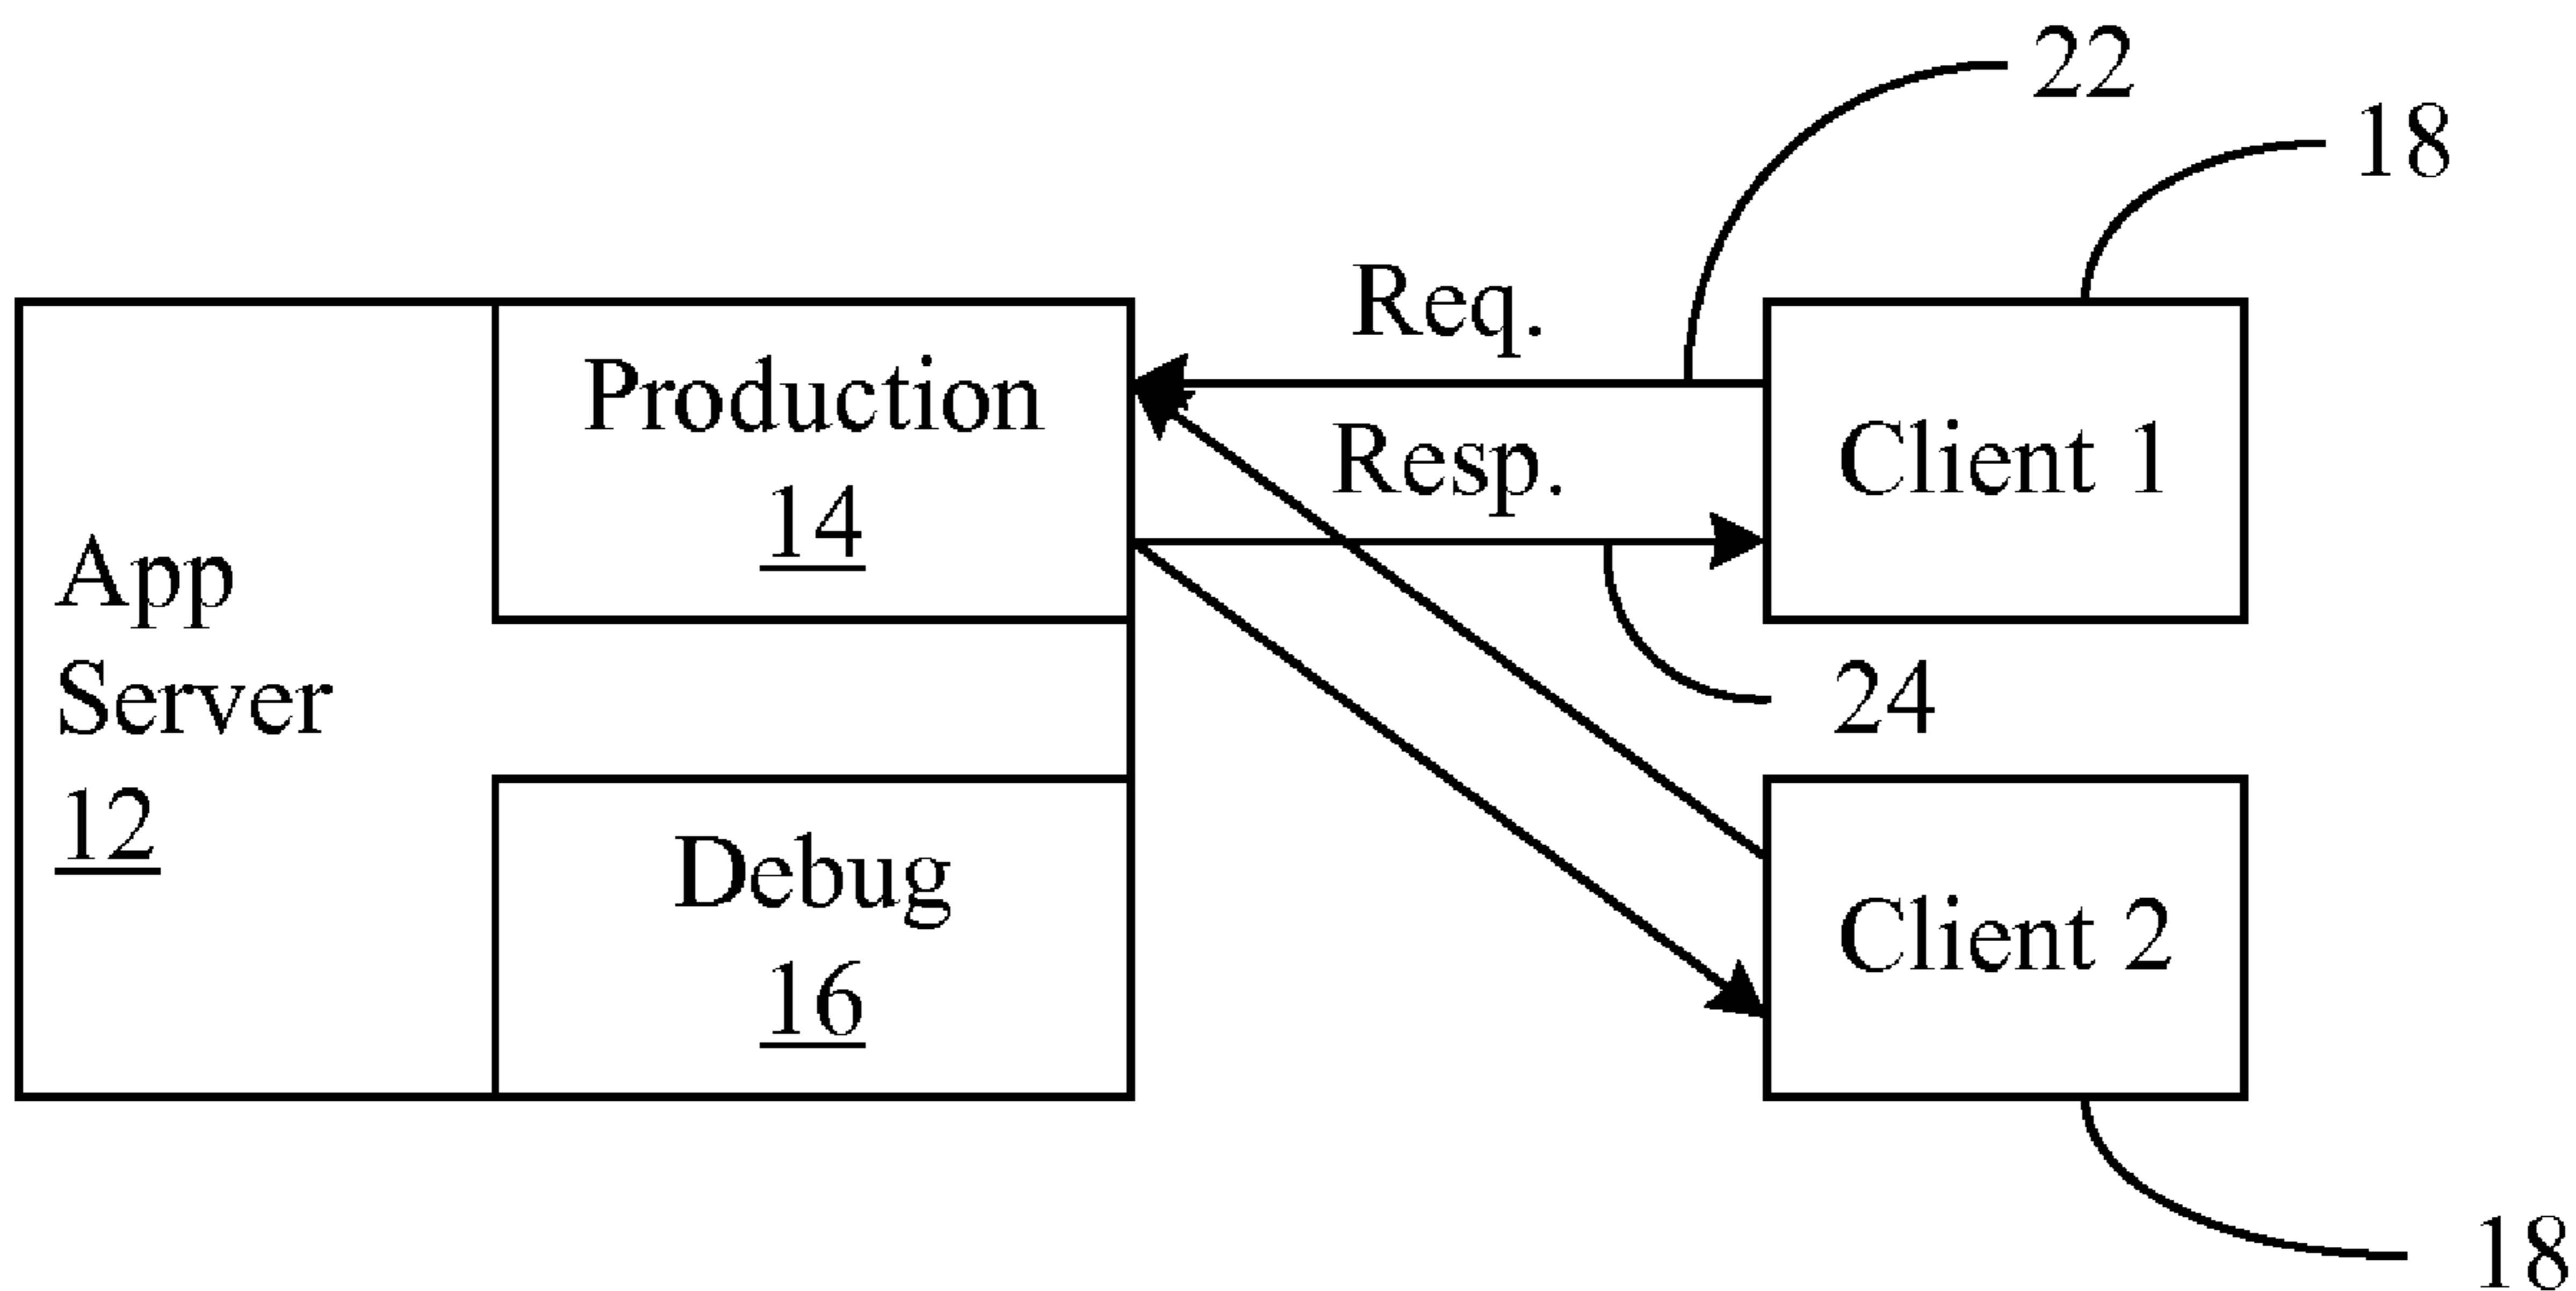 22
18
Req.
Production
14
Resp.
Client 1
App
Server
12
24
Debug
16
Client 2
18